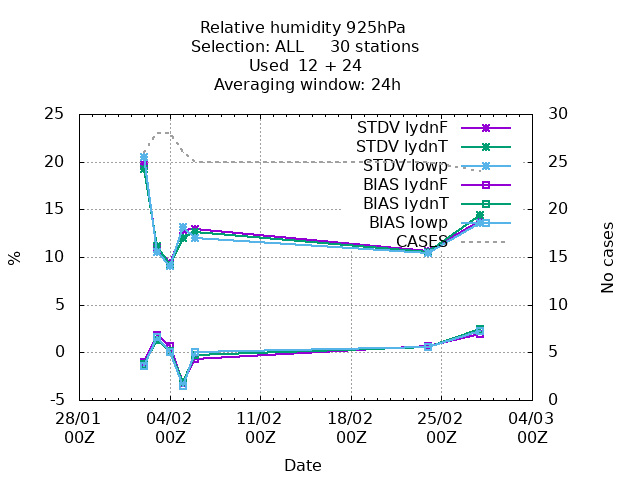 Relative humidity 925hPa
Selection: ALL 30 stations
Used 12 + 24
Averaging window: 24h
%
25
20
15
10
5
0
-5
STDV lydnF
STDV lydnT
STDV lowp
BIAS lydnF
BIAS lydnT
BIAS lowp
CASES
30
25
20
15
10
5
0
No cases
28/01 04/02 11/02 18/02 25/02 04/03
00Z 00Z 00Z 00Z 00Z 00Z
Date